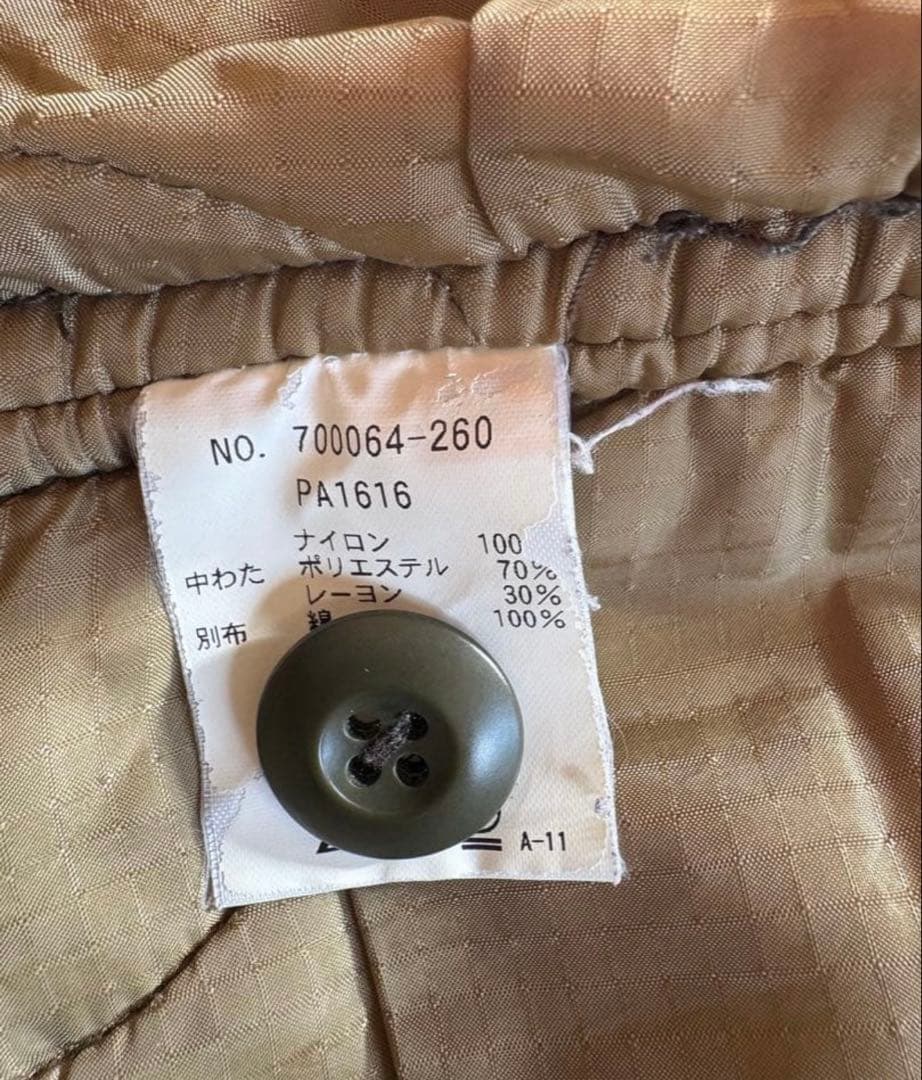 NO. 700064-260
PA1616
ナイロン 100
中わた ポリエステル 70%
レーヨン 30%
別布 綿 100%
A-11